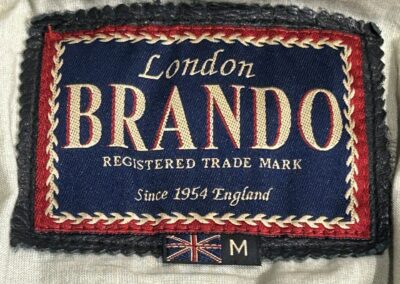 London
BRANDO
REGISTERED TRADE MARK
Since 1954 England
M